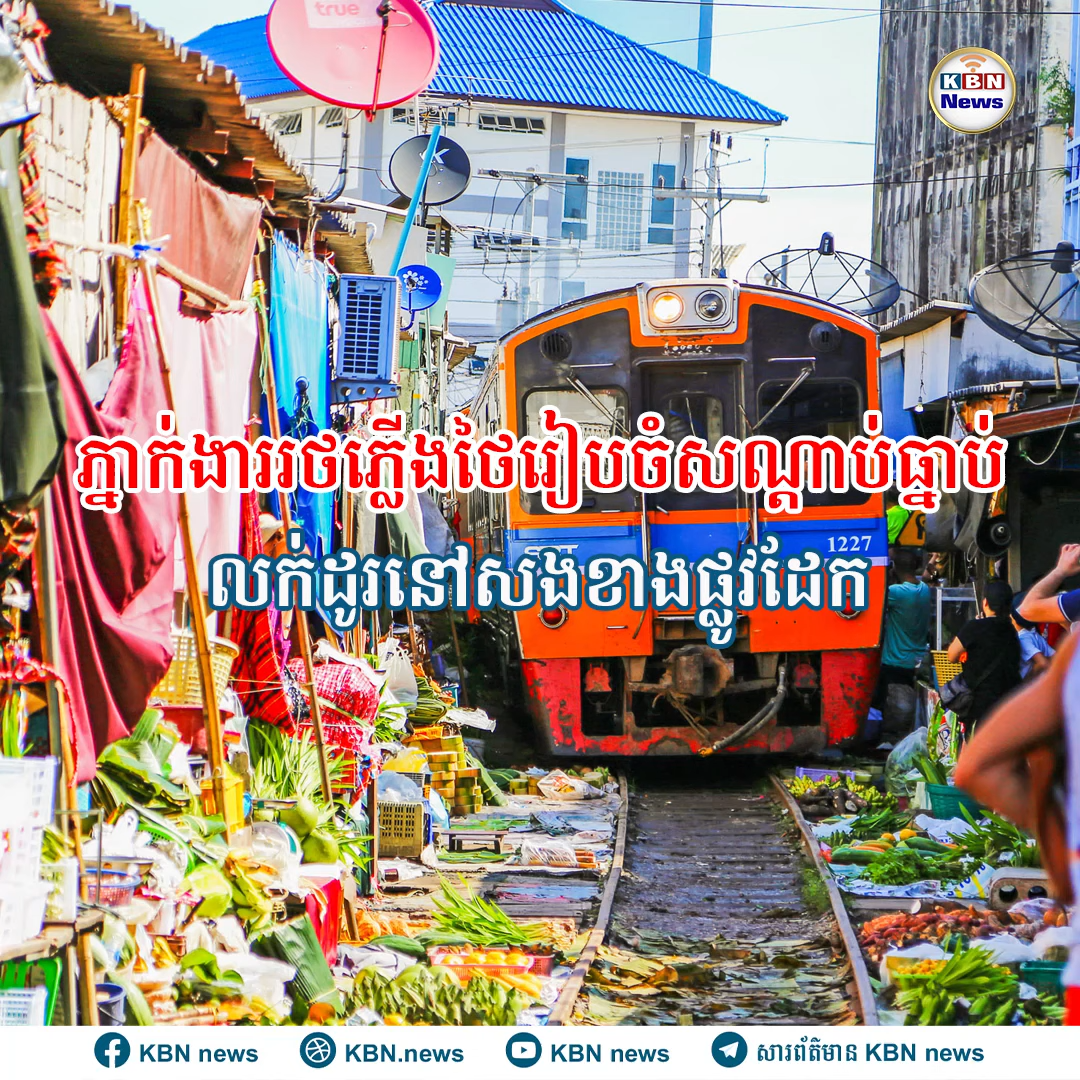 true
KBN
News
ភ្នាក់ងាររថភ្លើងថៃរៀបចំសណ្តាប់ធ្នាប់
លក់ដូរនៅសងខាងផ្លូវដែក
1227
KBN news
KBN.news
KBN news
សារព័ត៌មាន KBN news